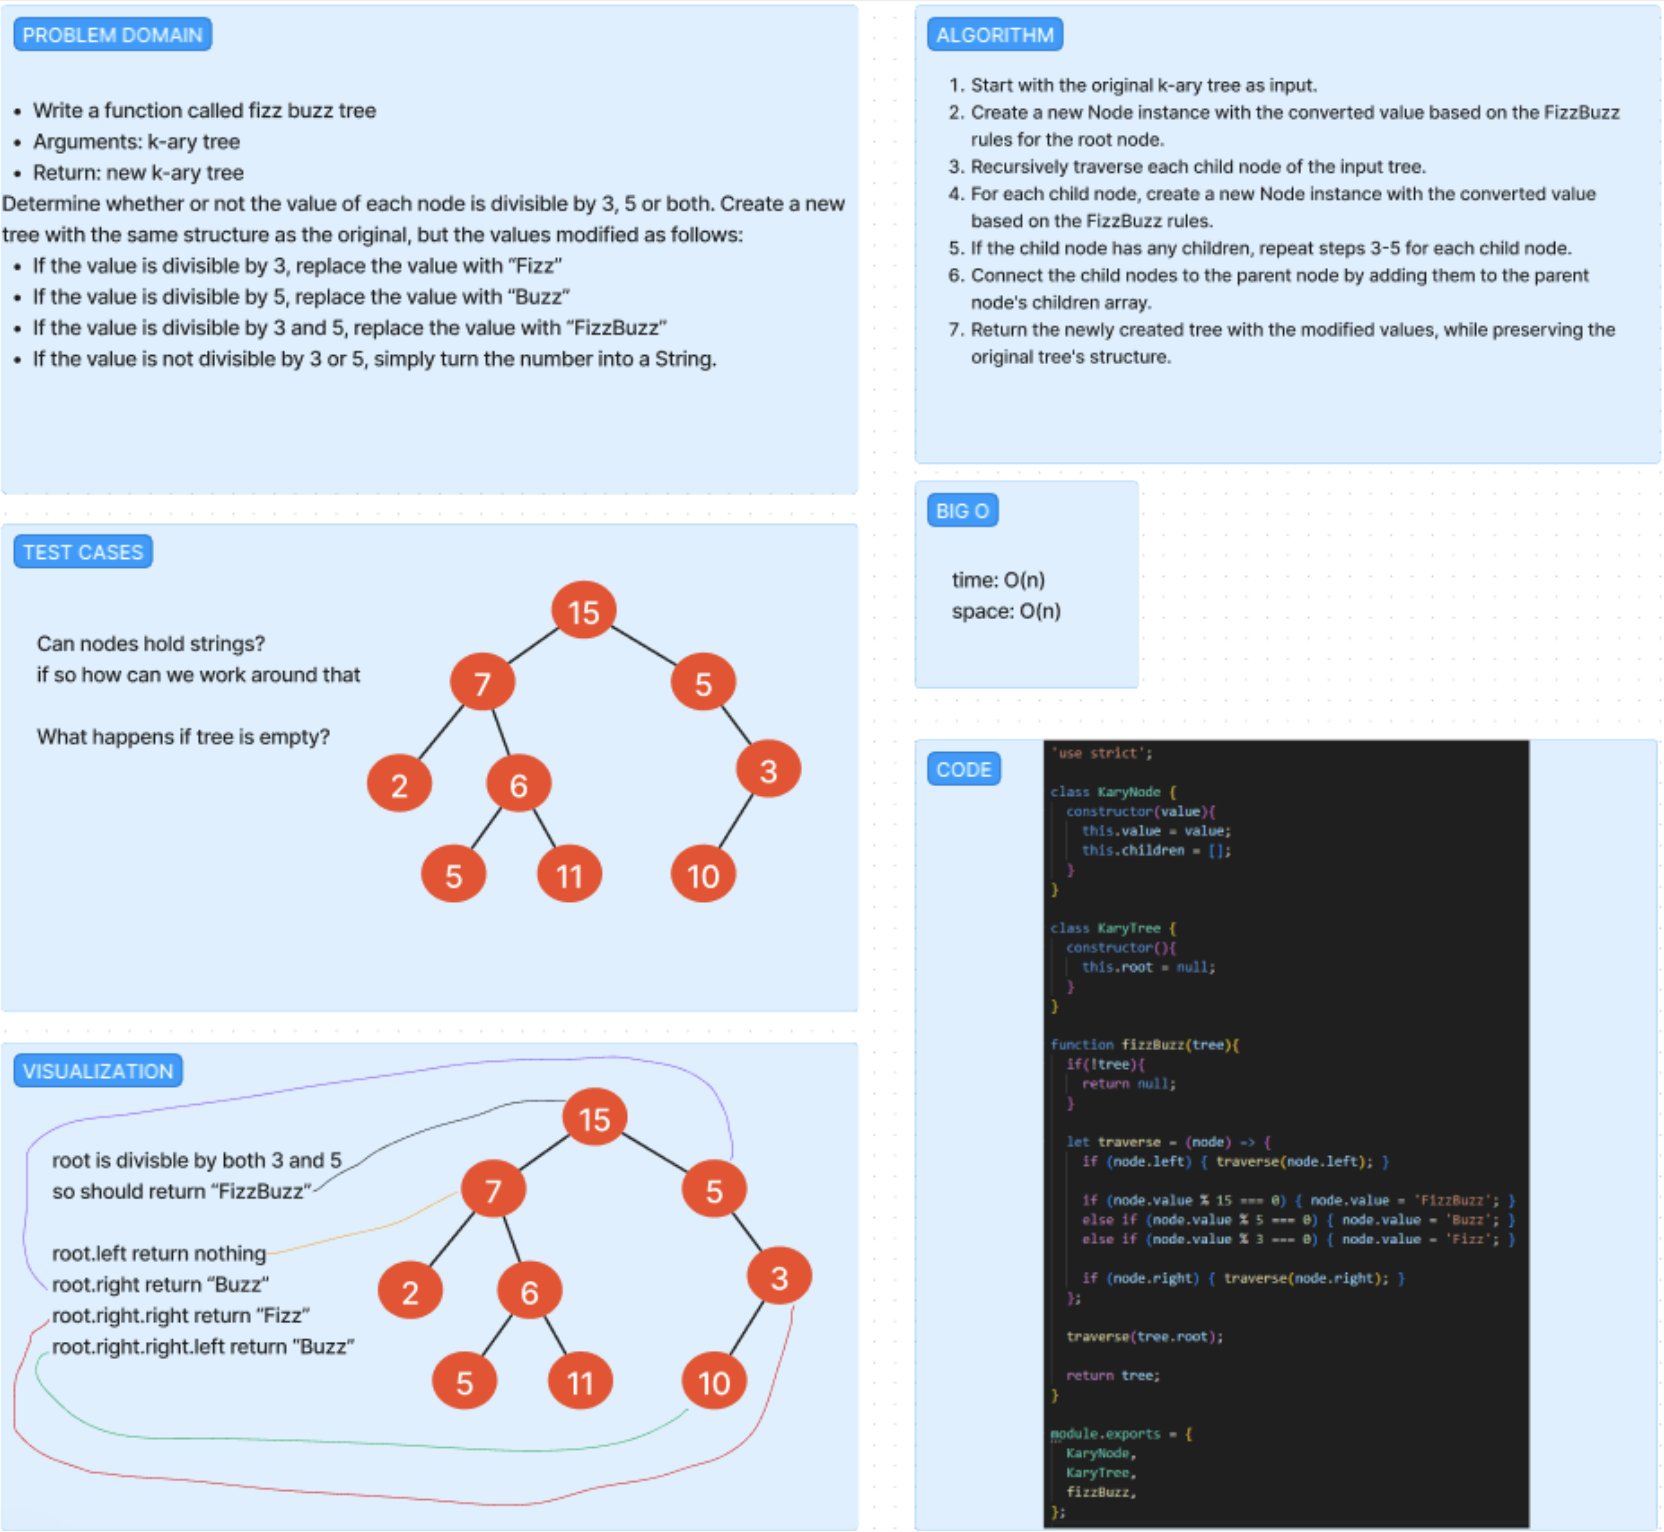 PROBLEM DOMAIN
• Write a function called fizz buzz tree
• Arguments: k-ary tree
• Return: new k-ary tree
Determine whether or not the value of each node is divisible by 3, 5 or both. Create a new
tree with the same structure as the original, but the values modified as follows:
• If the value is divisible by 3, replace the value with “Fizz”
• If the value is divisible by 5, replace the value with “Buzz”
• If the value is divisible by 3 and 5, replace the value with “FizzBuzz”
• If the value is not divisible by 3 or 5, simply turn the number into a String.
TEST CASES
Can nodes hold strings?
if so how can we work around that
What happens if tree is empty?
15
7
5
2
6
3
5
11
10
VISUALIZATION
root is divisble by both 3 and 5
so should return “FizzBuzz”
root.left return nothing
root.right return “Buzz”
root.right.right return “Fizz”
root.right.right.left return “Buzz”
15
7
5
2
6
3
5
11
10
ALGORITHM
1. Start with the original k-ary tree as input.
2. Create a new Node instance with the converted value based on the FizzBuzz
rules for the root node.
3. Recursively traverse each child node of the input tree.
4. For each child node, create a new Node instance with the converted value
based on the FizzBuzz rules.
5. If the child node has any children, repeat steps 3-5 for each child node.
6. Connect the child nodes to the parent node by adding them to the parent
node's children array.
7. Return the newly created tree with the modified values, while preserving the
original tree's structure.
BIG O
time: O(n)
space: O(n)
CODE
'use strict';
class KaryNode {
constructor(value){
this.value = value;
this.children = [];
}
}
class KaryTree {
constructor(){
this.root = null;
}
}
function fizzBuzz(tree){
if(!tree){
return null;
}
let traverse = (node) => {
if (node.left) { traverse(node.left); }
if (node.value % 15 === 0) { node.value = 'FizzBuzz'; }
else if (node.value % 5 === 0) { node.value = 'Buzz'; }
else if (node.value % 3 === 0) { node.value = 'Fizz'; }
if (node.right) { traverse(node.right); }
};
traverse(tree.root);
return tree;
}
module.exports = {
KaryNode,
KaryTree,
fizzBuzz,
};